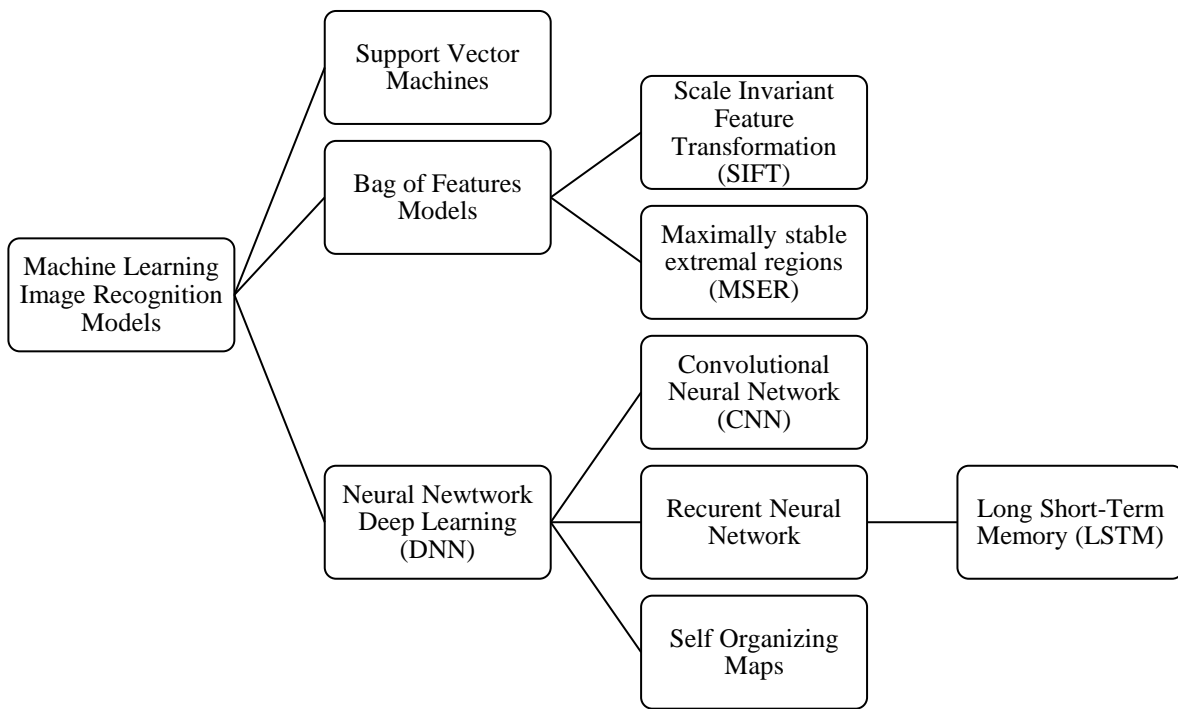 Support Vector
Machines
Scale Invariant
Feature
Transformation
(SIFT)
Bag of Features
Models
Maximally stable
extremal regions
(MSER)
Machine Learning
Image Recognition
Models
Convolutional
Neural Network
(CNN)
Neural Newtwork
Deep Learning
(DNN)
Recurent Neural
Network
Long Short-Term
Memory (LSTM)
Self Organizing
Maps